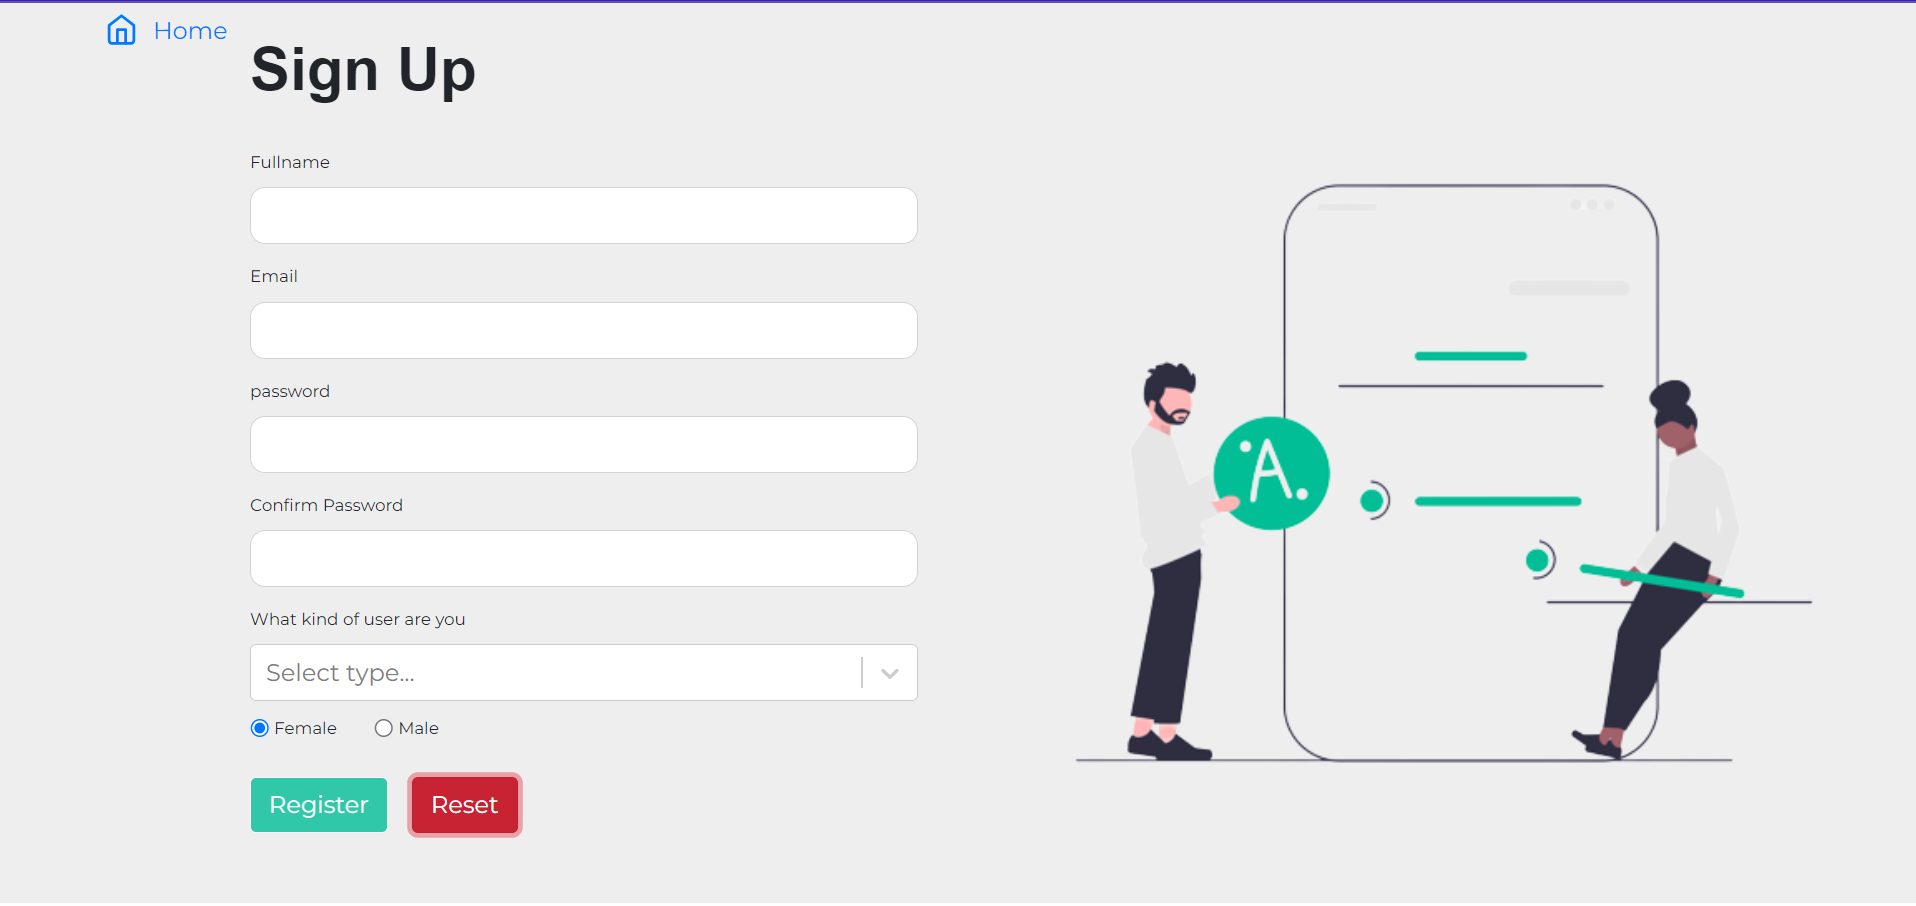 Home
Sign Up
Fullname
Email
password
Confirm Password
What kind of user are you
Select type...
Female Male
Register Reset
A